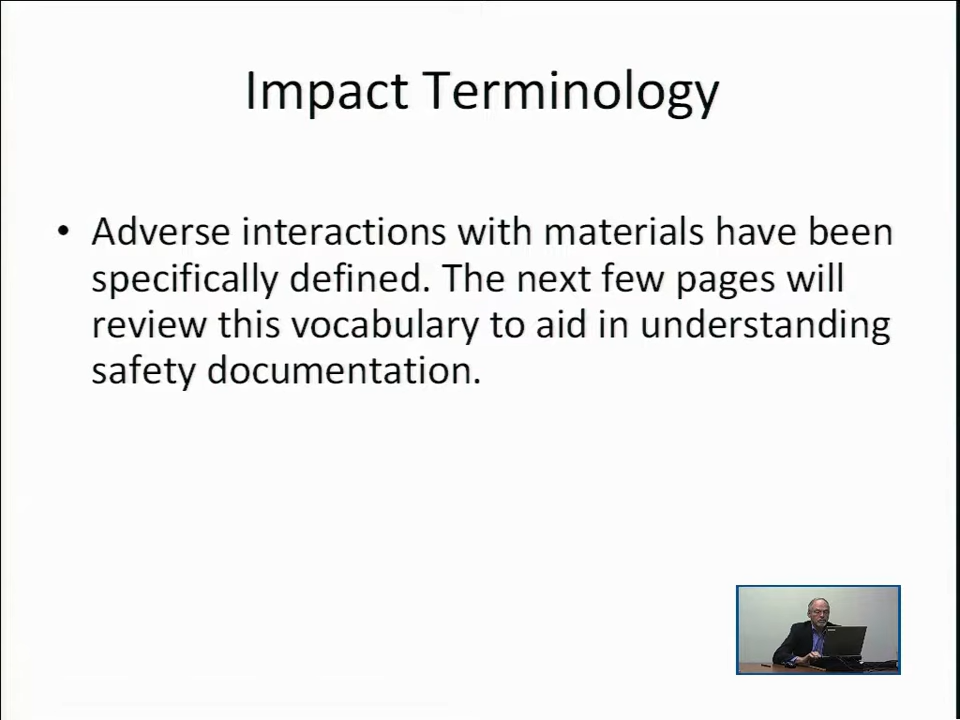 Impact Terminology
• Adverse interactions with materials have been
specifically defined. The next few pages will
review this vocabulary to aid in understanding
safety documentation.